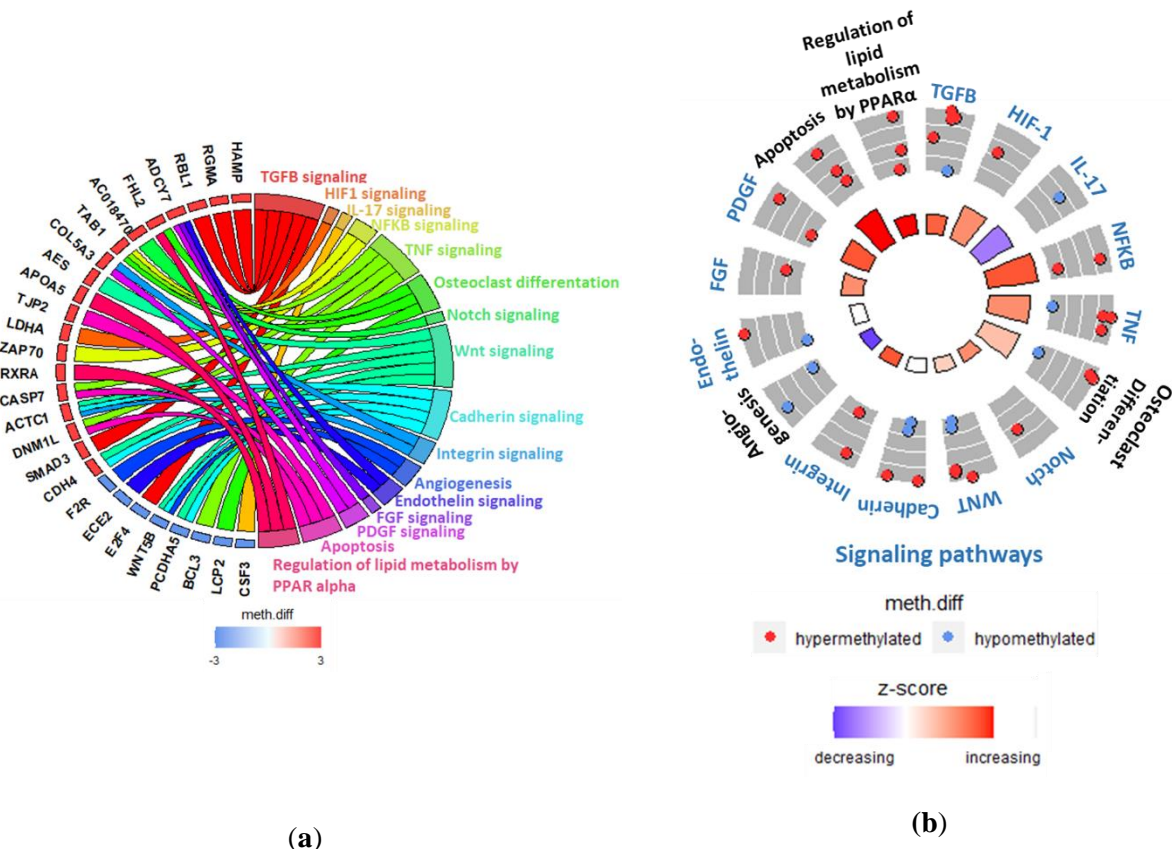 HAMP
RGMA
RBL1
ADCY7
FHL2
AC018470
TAB1
COL5A3
AES
APOA5
TJP2
LDHA
ZAP70
RXRA
CASP7
ACTC1
DNM1L
SMAD3
CDH4
F2R
ECE2
E2F4
WNT5B
PCDHA5
BCL3
LCP2
CSF3
TGFB signaling
HIF1 signaling
IL-17 signaling
NFKB signaling
TNF signaling
Osteoclast differentation
Notch signaling
Wnt signaling
Cadherin signaling
Integrin signaling
Angiogenesis
Endothelin signaling
FGF signaling
PDGF signaling
Apoptosis
Regulation of lipid metabolism by
PPAR alpha
meth.diff
-3
3
(a)
Regulation of
lipid
metabolism
by PPARα
TGFB
HIF-1
IL-17
NFKB
TNF
Osteoclast
Differen-
tiration
Notch
WNT
Cadherin
Integrin
Angio-
genesis
Endo-
thelin
FGF
PDGF
Apoptosis
Signaling pathways
meth.diff
hypermethylated
hypomethylated
z-score
decreasing
increasing
(b)